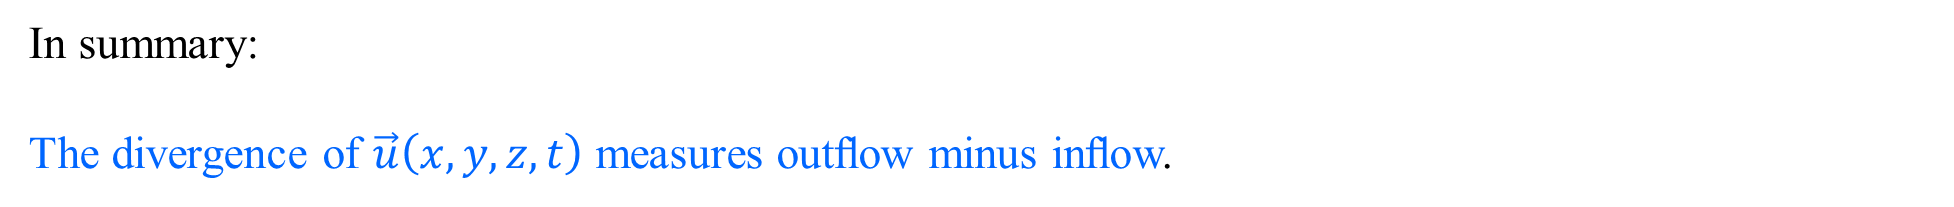 In summary:
The divergence of u⃗(x, y, z, t) measures outflow minus inflow.